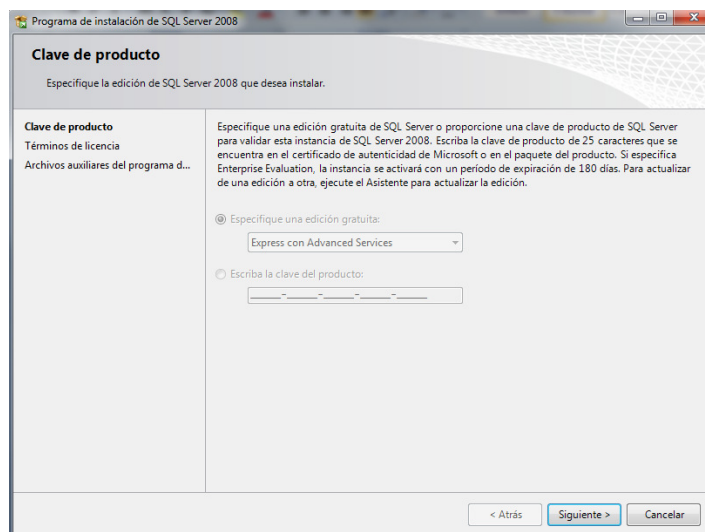 Programa de instalación de SQL Server 2008
Clave de producto
Especifique la edición de SQL Server 2008 que desea instalar.
Clave de producto
Términos de licencia
Archivos auxiliares del programa d...
Especifique una edición gratuita de SQL Server o proporcione una clave de producto de SQL Server
para validar esta instancia de SQL Server 2008. Escriba la clave de producto de 25 caracteres que se
encuentra en el certificado de autenticidad de Microsoft o en el paquete del producto. Si especifica
Enterprise Evaluation, la instancia se activará con un período de expiración de 180 días. Para actualizar
de una edición a otra, ejecute el Asistente para actualizar la edición.
Especifique una edición gratuita:
Express con Advanced Services
Escriba la clave del producto:
_____-_____-_____-_____-_____
< Atrás
Siguiente >
Cancelar